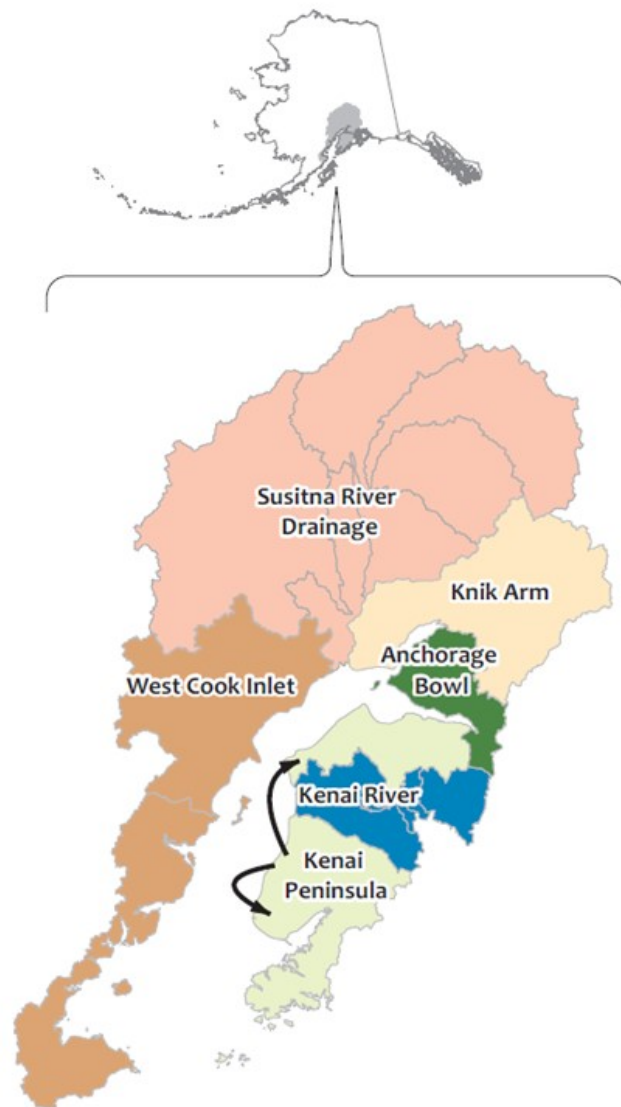 Susitna River
Drainage
Knik Arm
Anchorage
Bowl
West Cook Inlet
Kenai River
Kenai
Peninsula